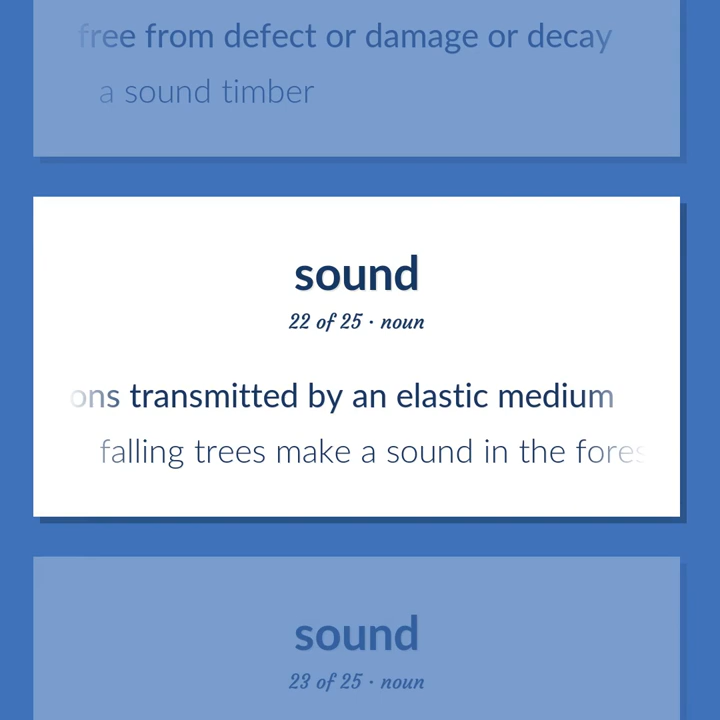 free from defect or damage or decay
a sound timber
sound
22 of 25 · noun
ons transmitted by an elastic medium
falling trees make a sound in the fores
sound
23 of 25 · noun